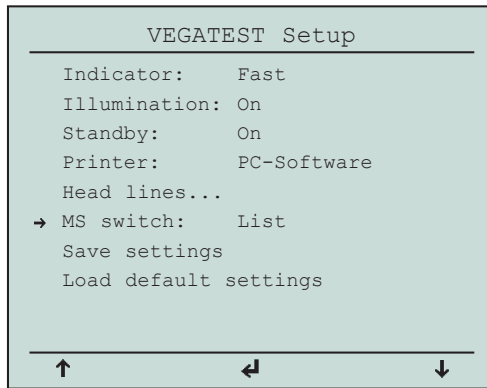 VEGATEST Setup
Indicator: Fast
Illumination: On
Standby: On
Printer: PC-Software
Head lines...
→ MS switch: List
Save settings
Load default settings
↑ ↲ ↓